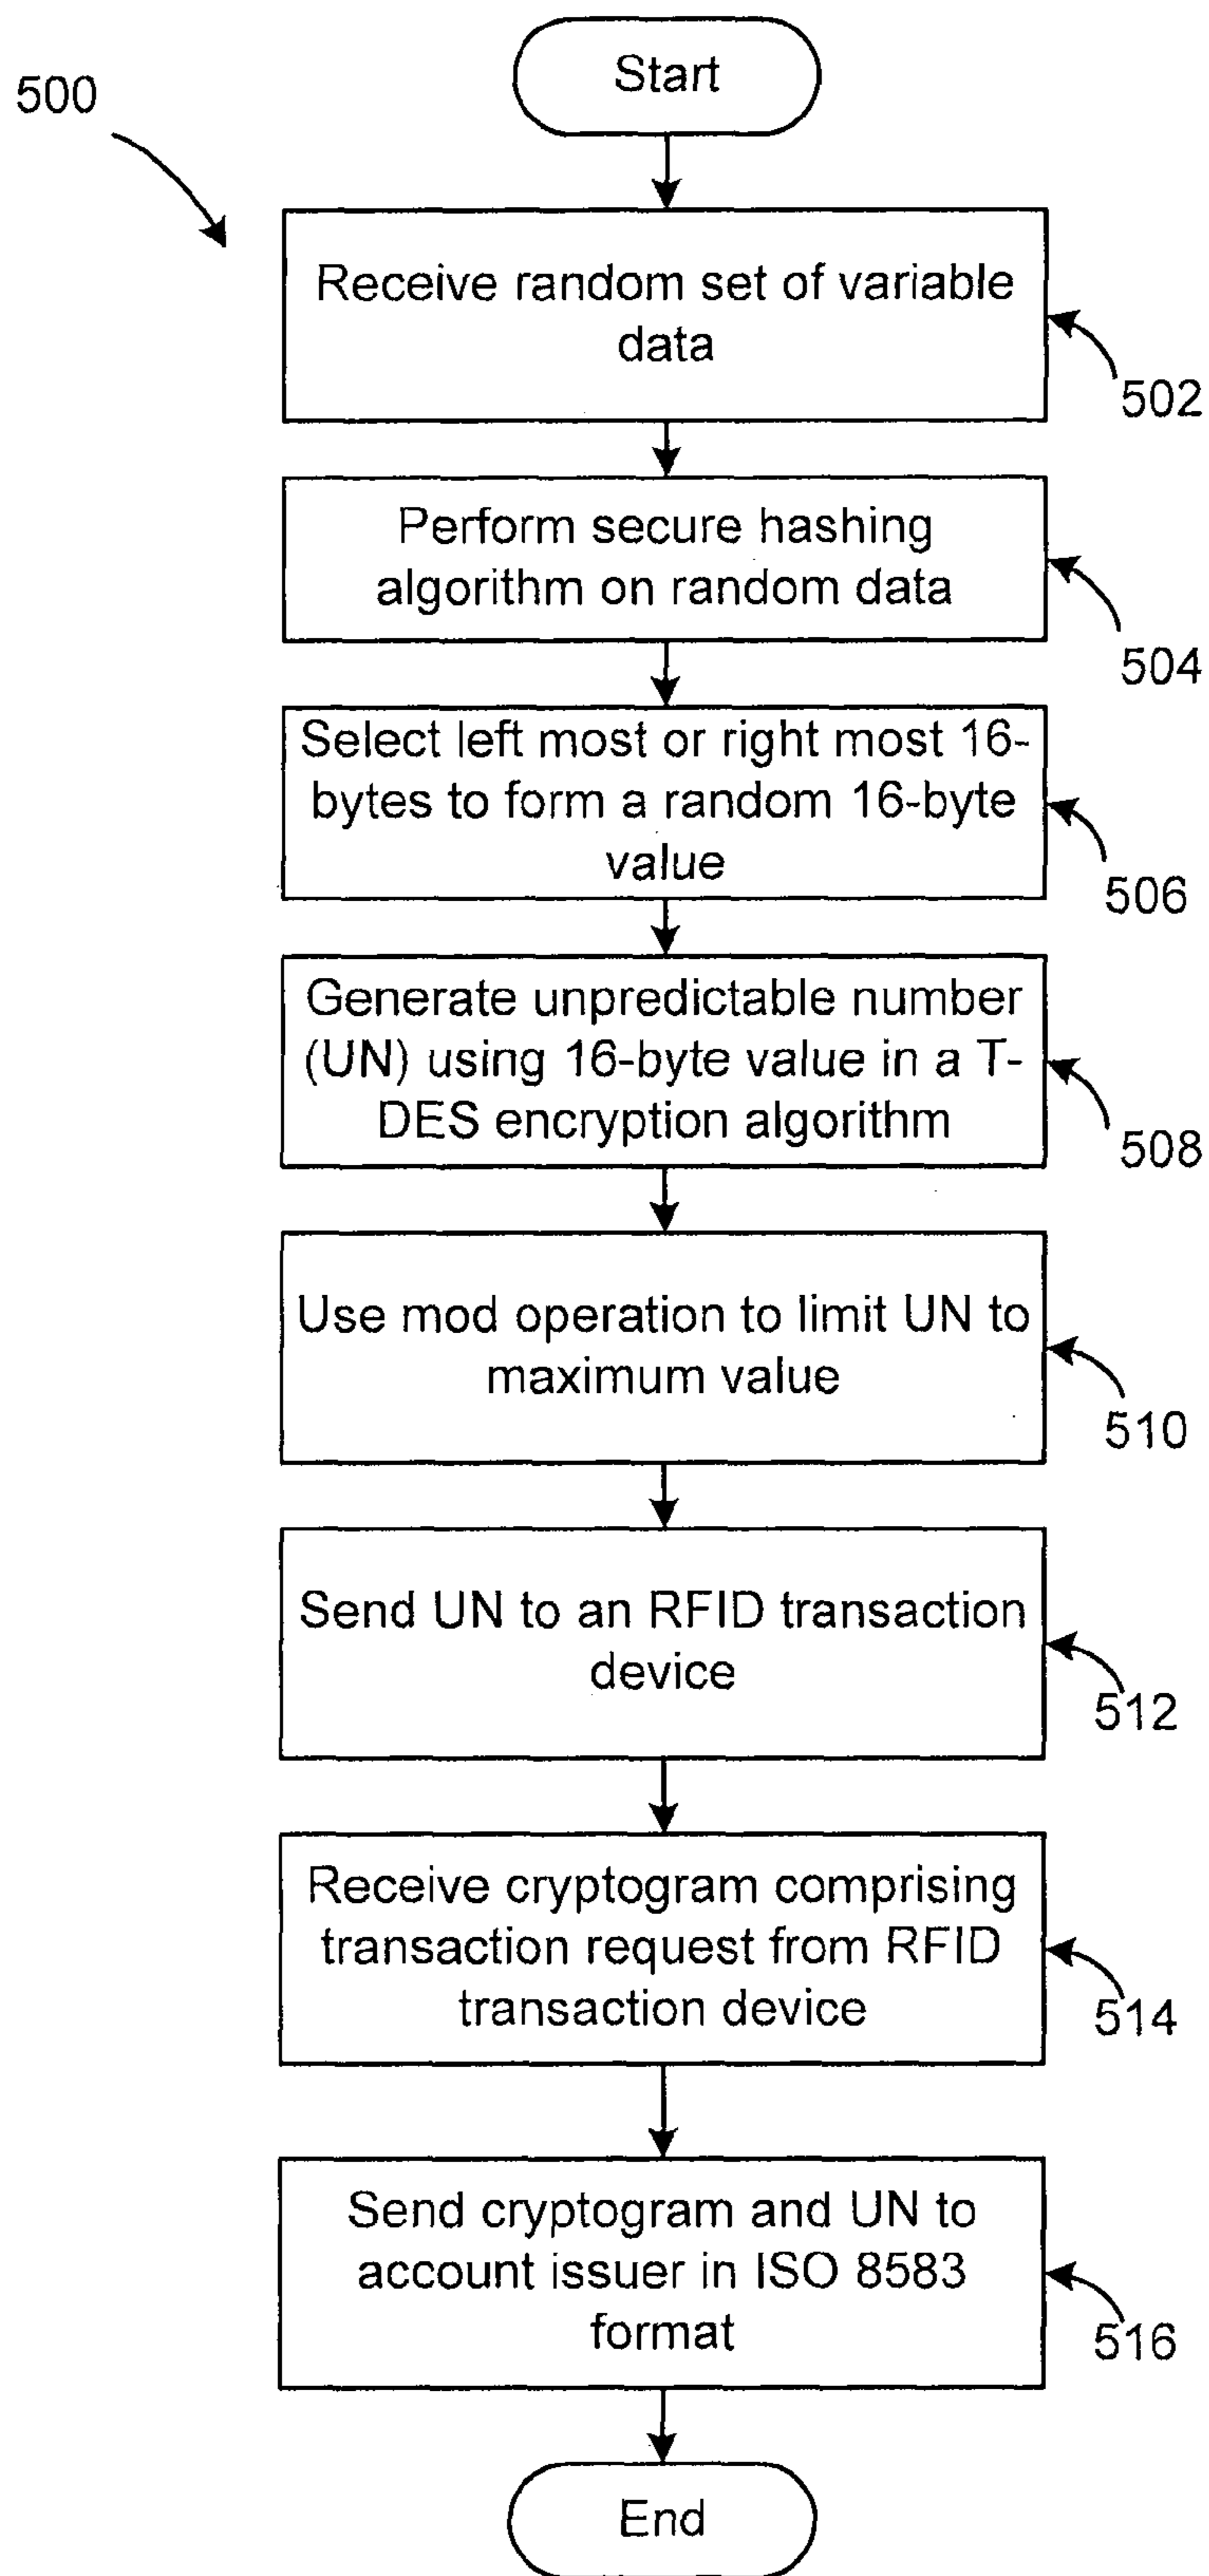 Start
500
Receive random set of variable
data
502
Perform secure hashing
algorithm on random data
504
Select left most or right most 16-
bytes to form a random 16-byte
value
506
Generate unpredictable number
(UN) using 16-byte value in a T-
DES encryption algorithm
508
Use mod operation to limit UN to
maximum value
510
Send UN to an RFID transaction
device
512
Receive cryptogram comprising
transaction request from RFID
transaction device
514
Send cryptogram and UN to
account issuer in ISO 8583
format
516
End